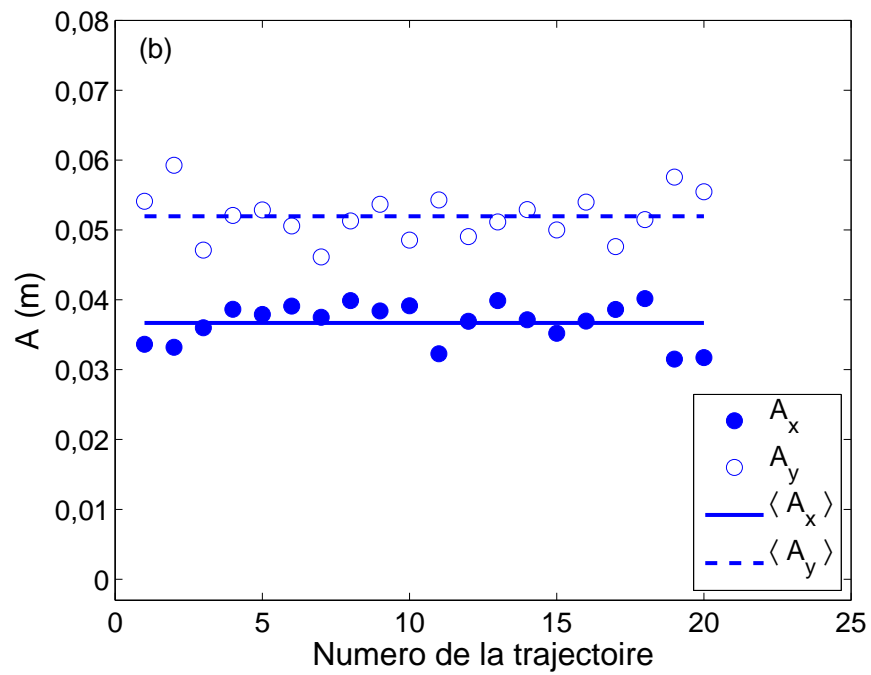 (b)
0,08
0,07
0,06
0,05
0,04
0,03
0,02
0,01
0
A (m)
A_x
A_y
⟨ A_x ⟩
⟨ A_y ⟩
0 5 10 15 20 25
Numero de la trajectoire